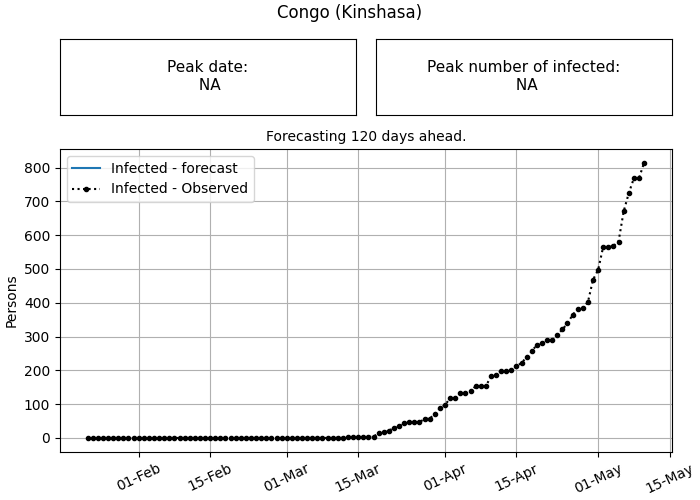 Congo (Kinshasa)
Peak date:
NA
Peak number of infected:
NA
Forecasting 120 days ahead.
Infected - forecast
Infected - Observed
Persons
800
700
600
500
400
300
200
100
0
01-Feb
15-Feb
01-Mar
15-Mar
01-Apr
15-Apr
01-May
15-May